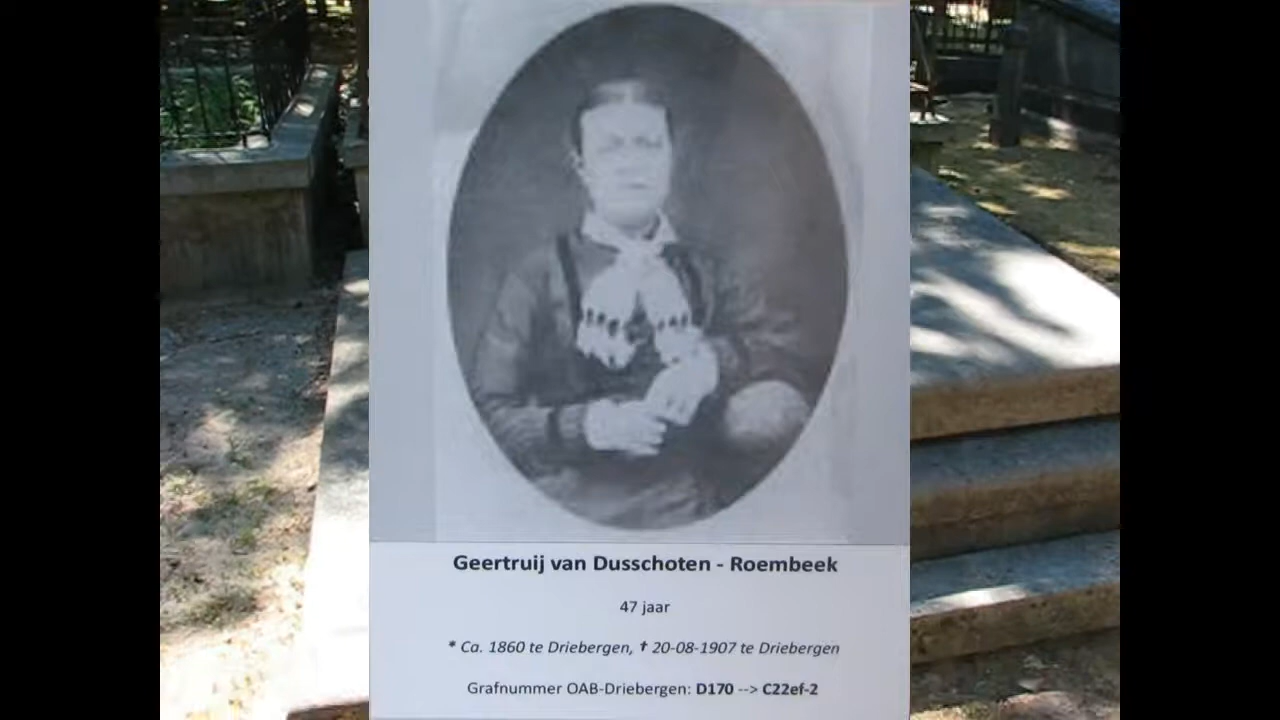 Geertruij van Dusschoten - Roembeek
47 jaar
* Ca. 1860 te Driebergen, † 20-08-1907 te Driebergen
Grafnummer OAB-Driebergen: D170 --> C22ef-2